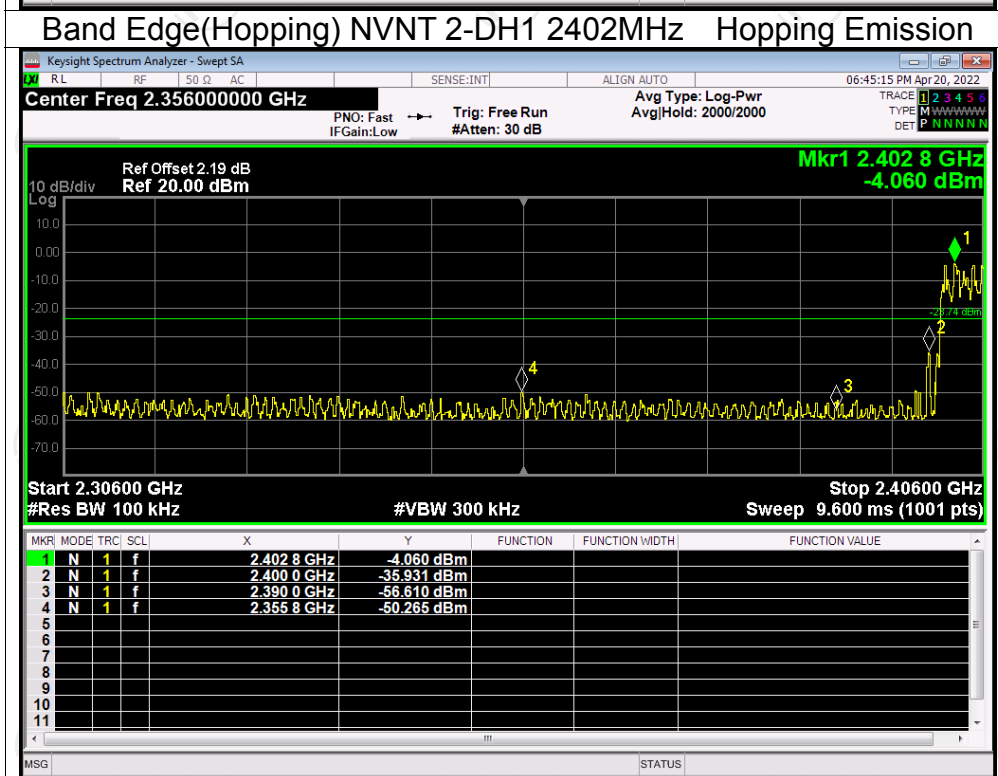 Band Edge(Hopping) NVNT 2-DH1 2402MHz Hopping Emission
Keysight Spectrum Analyzer - Swept SA
LXI RL RF 50 Ω AC SENSE:INT ALIGN AUTO 06:45:15 PM Apr 20, 2022
Center Freq 2.356000000 GHz Avg Type: Log-Pwr TRACE 1 2 3 4 5 6
PNO: Fast Trig: Free Run Avg|Hold: 2000/2000 TYPE M W W W W W
IFGain:Low #Atten: 30 dB DET P N N N N N
Mkr1 2.402 8 GHz
Ref Offset 2.19 dB -4.060 dBm
10 dB/div Ref 20.00 dBm
Log
10.0
1
0.00
-10.0
-20.0
-23.74 dBm
2
-30.0
-40.0
4
3
-50.0
-60.0
-70.0
Start 2.30600 GHz Stop 2.40600 GHz
#Res BW 100 kHz #VBW 300 kHz Sweep 9.600 ms (1001 pts)
MKR MODE TRC SCL X Y FUNCTION FUNCTION WIDTH FUNCTION VALUE
1 N 1 f 2.402 8 GHz -4.060 dBm
2 N 1 f 2.400 0 GHz -35.931 dBm
3 N 1 f 2.390 0 GHz -56.610 dBm
4 N 1 f 2.355 8 GHz -50.265 dBm
5
6
7
8
9
10
11
MSG STATUS